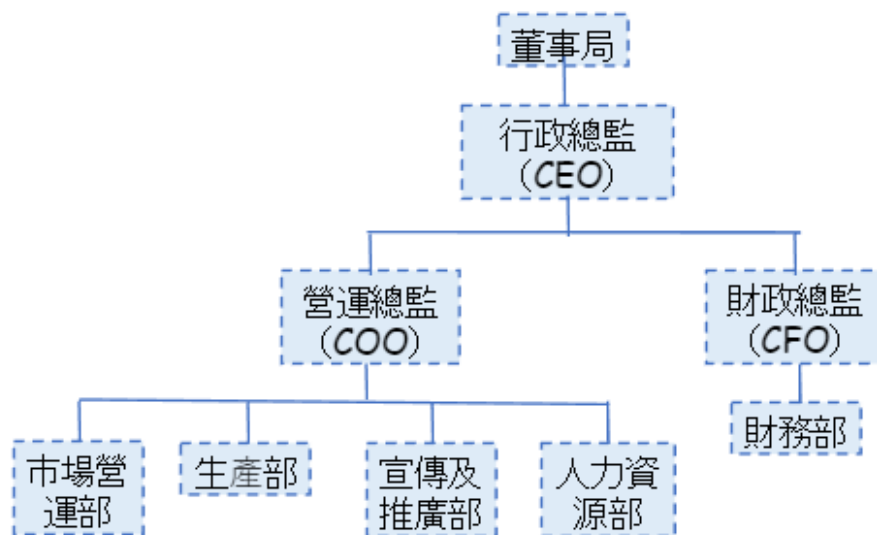 董事局
行政總監
（CEO）
營運總監
（COO）
財政總監
（CFO）
市場營
運部
生產部
宣傳及
推廣部
人力資
源部
財務部